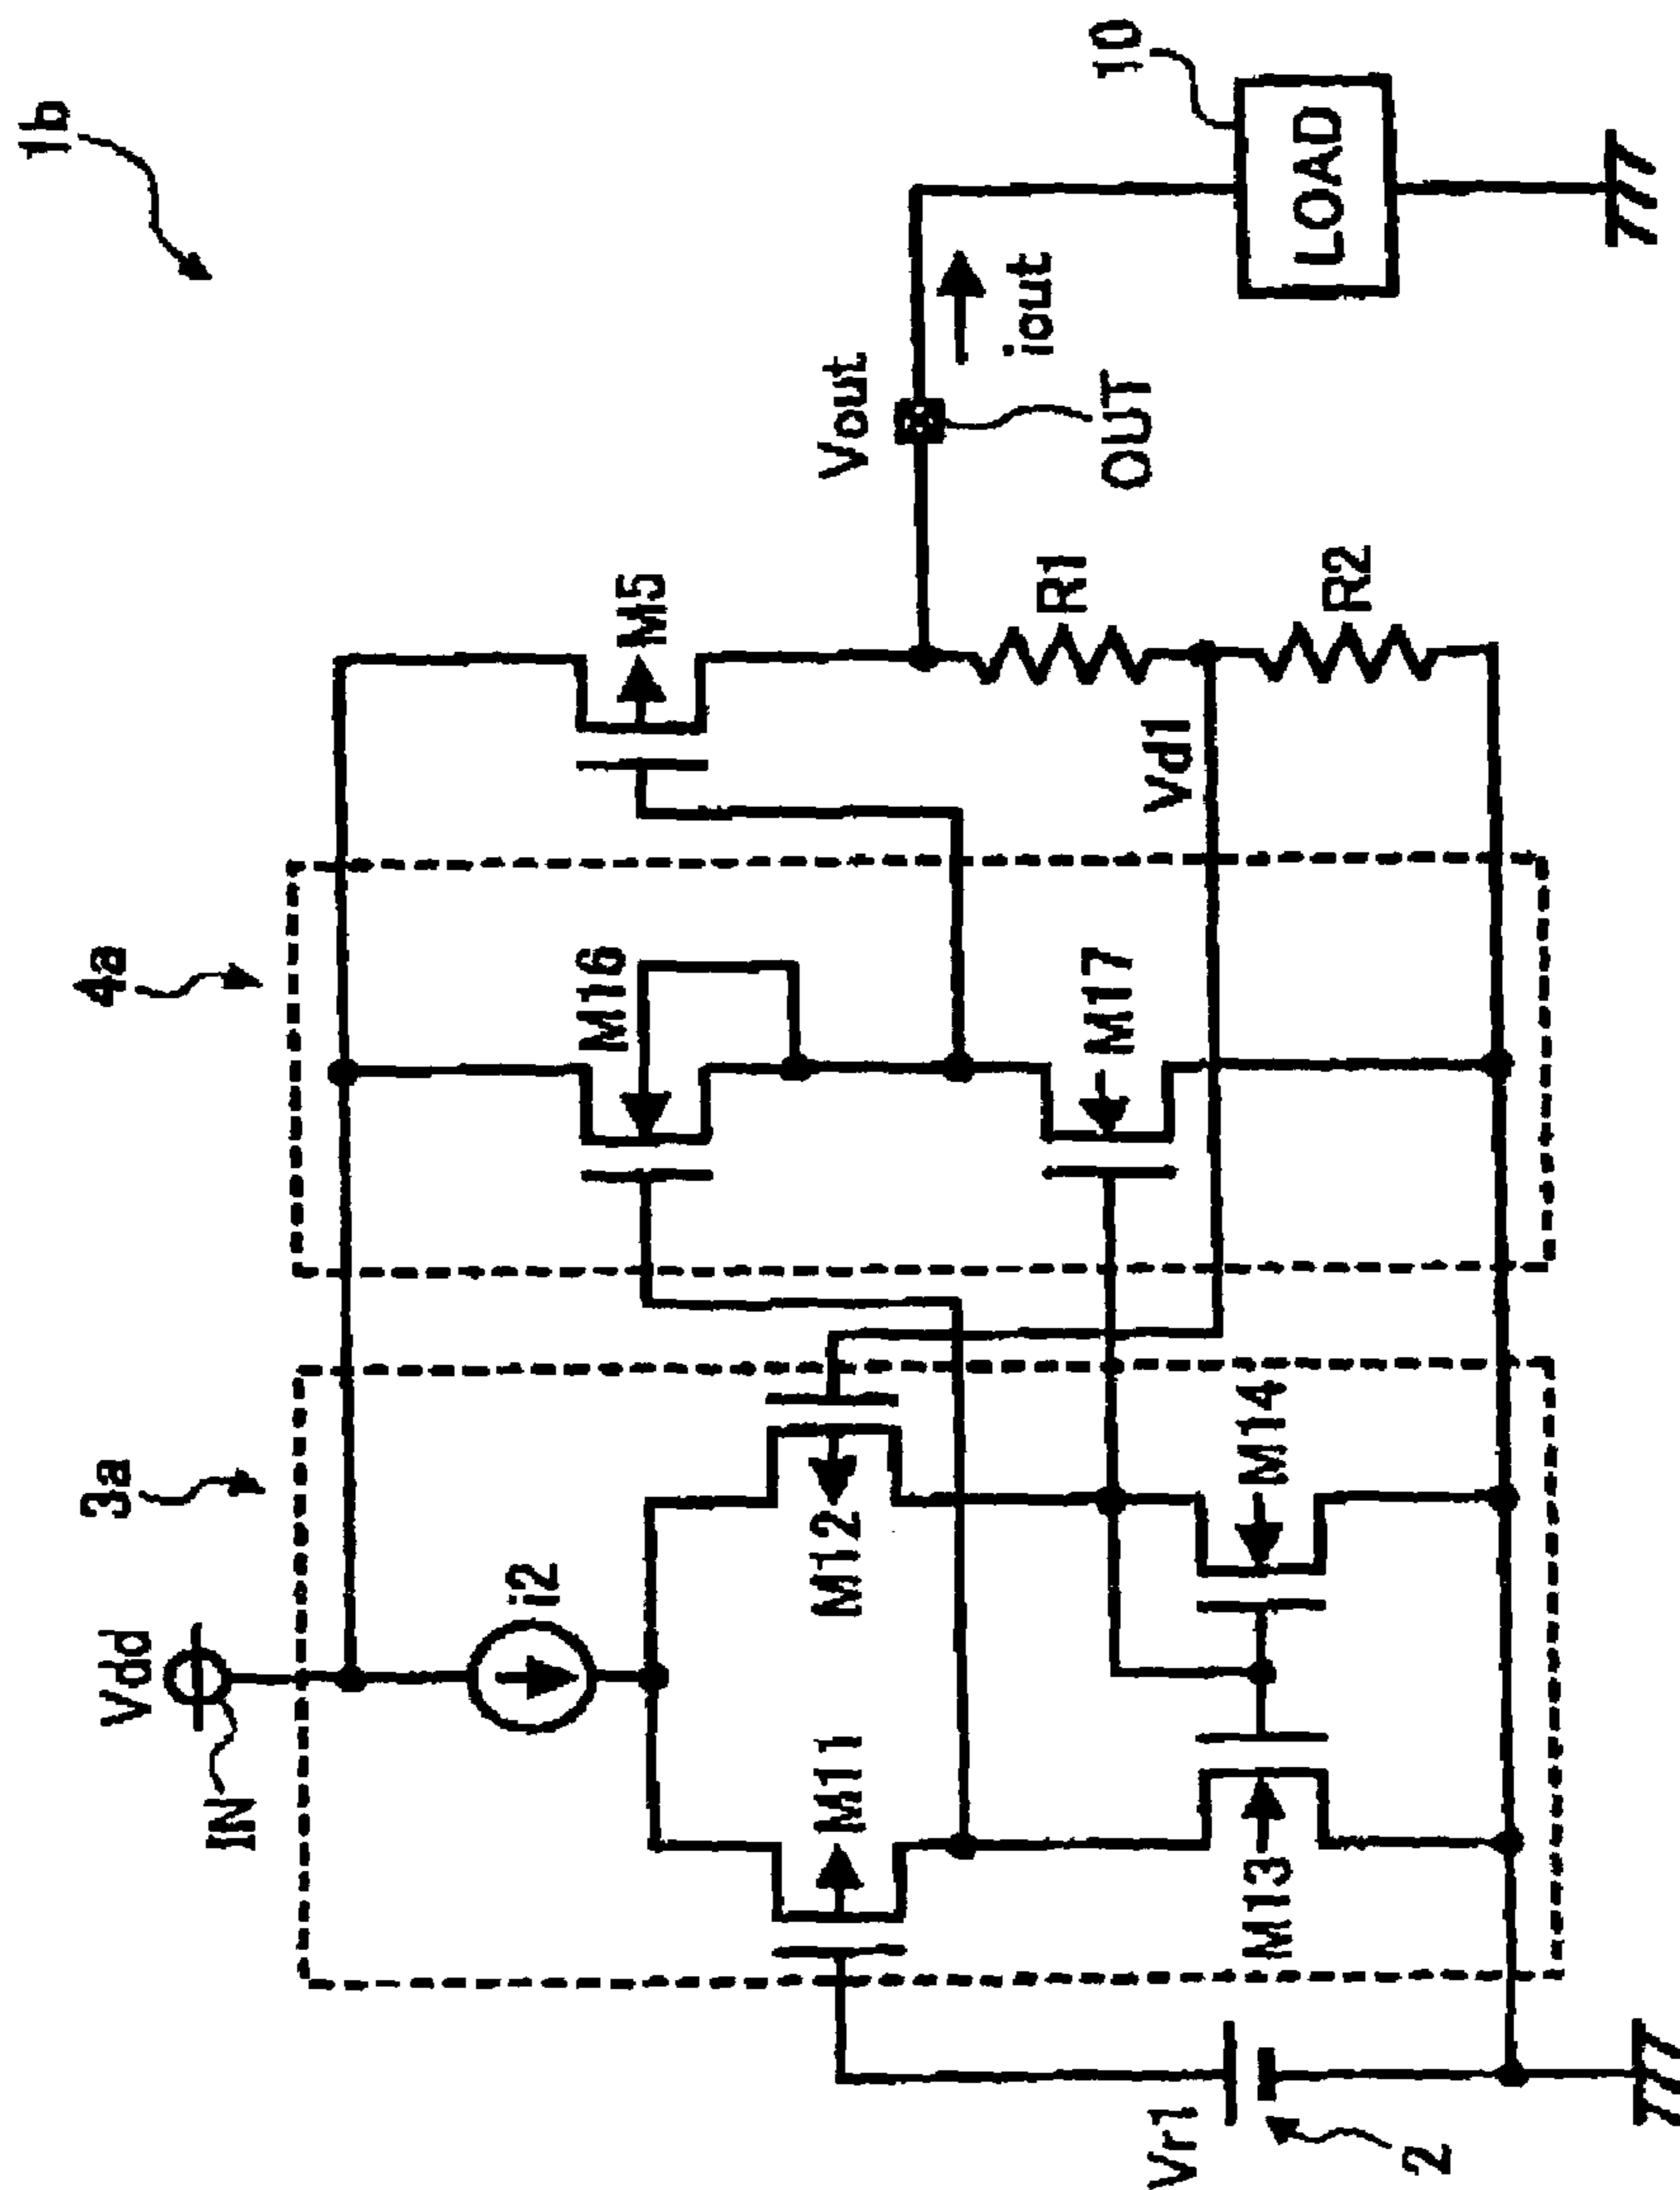 1b
4a
3a
Vdd
IN
i2
M11
M12
M13
M14
M16
M17
M5
Vout
iout
OUT
R1
R2
Vd1
Vr1
2
LOAD
10